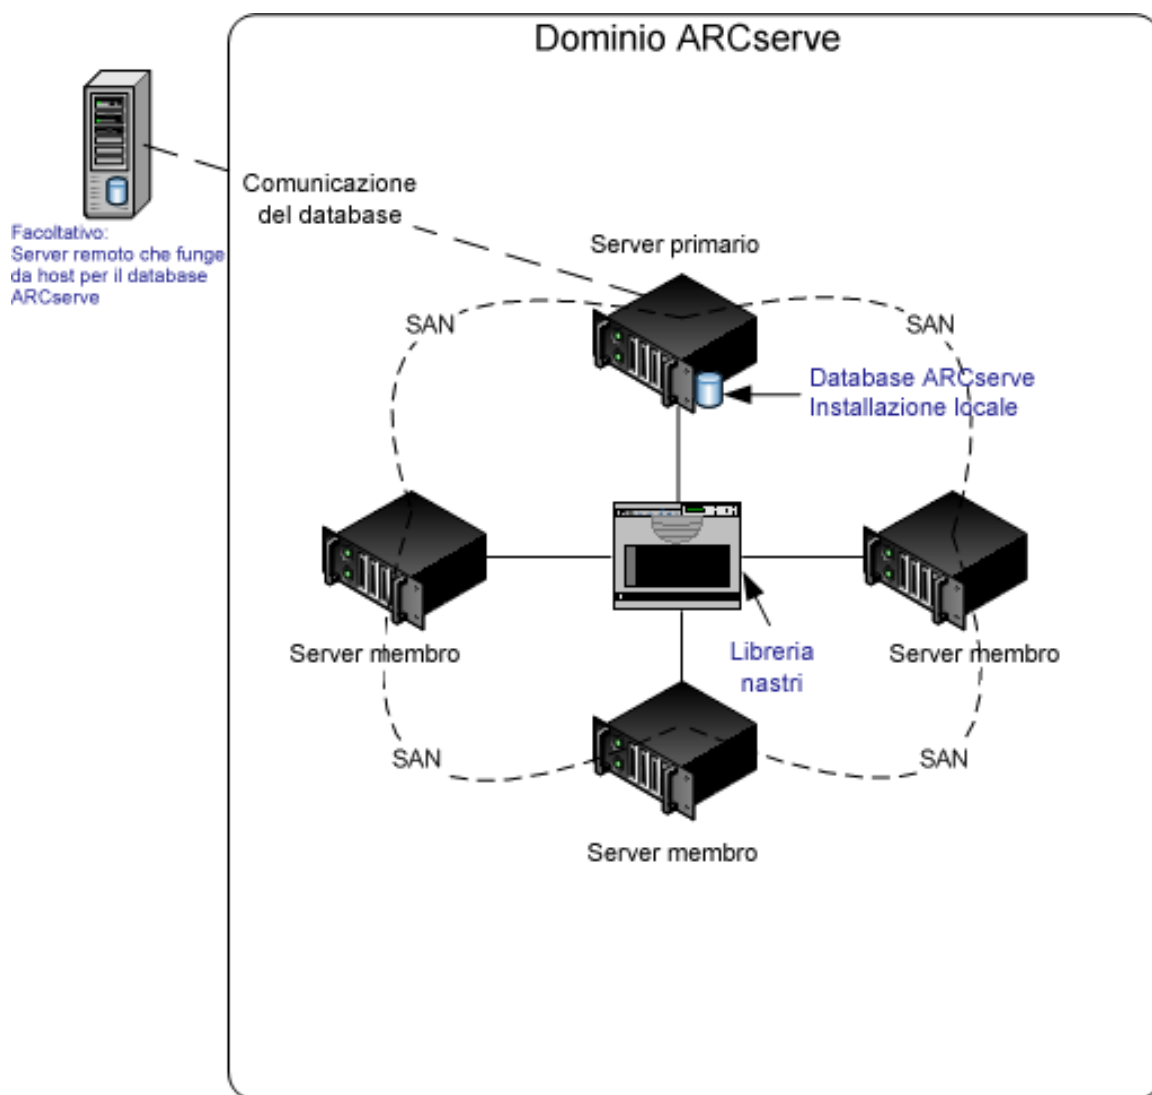 Dominio ARCserve
Comunicazione
del database
Facoltativo:
Server remoto che funge
da host per il database
ARCserve
Server primario
SAN
SAN
Database ARCserve
Installazione locale
Server membro
Libreria
nastri
Server membro
SAN
SAN
Server membro